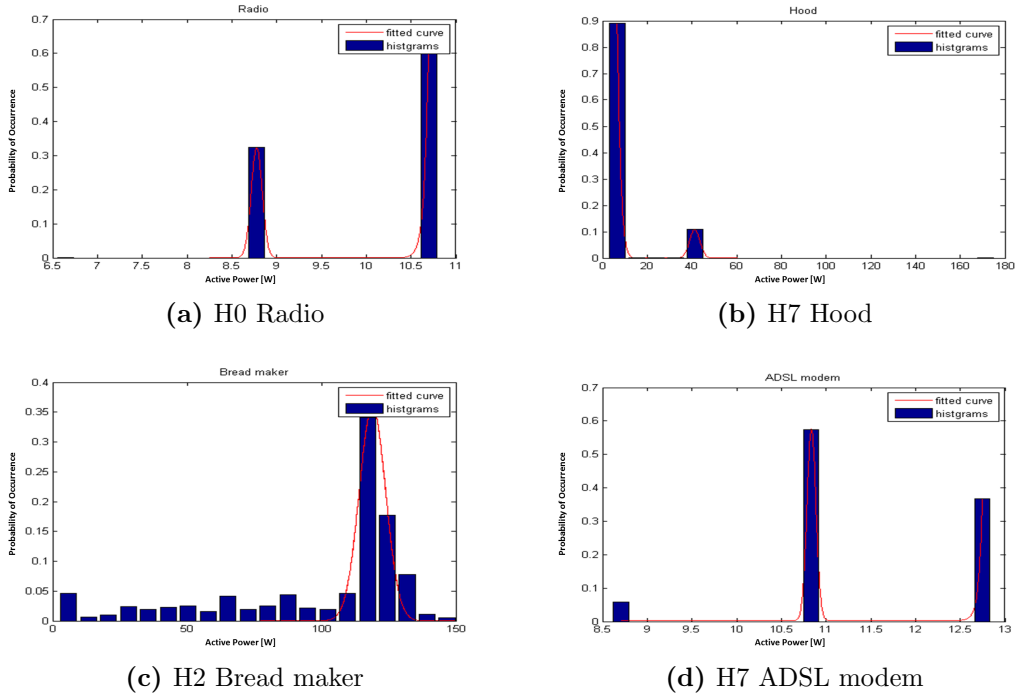 Radio
0.7
0.6
0.5
0.4
0.3
0.2
0.1
0
Probability of Occurrence
fitted curve
histgrams
6.5 7 7.5 8 8.5 9 9.5 10 10.5 11
Active Power [W]
(a) H0 Radio
Hood
0.9
0.8
0.7
0.6
0.5
0.4
0.3
0.2
0.1
0
Probability of Occurrence
fitted curve
histgrams
0 20 40 60 80 100 120 140 160 180
Active Power [W]
(b) H7 Hood
Bread maker
0.4
0.35
0.3
0.25
0.2
0.15
0.1
0.05
0
Probability of Occurrence
fitted curve
histgrams
0 50 100 150
Active Power [W]
(c) H2 Bread maker
ADSL modem
0.7
0.6
0.5
0.4
0.3
0.2
0.1
0
Probability of Occurrence
fitted curve
histgrams
8.5 9 9.5 10 10.5 11 11.5 12 12.5 13
Active Power [W]
(d) H7 ADSL modem